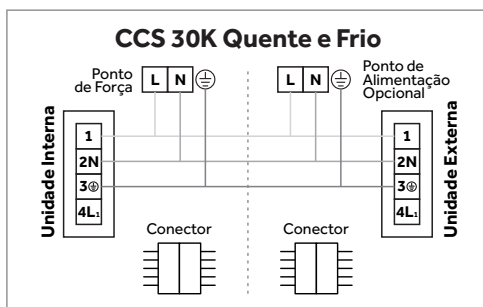 CCS 30K Quente e Frio
Ponto
de Força
L N
L N
Ponto de
Alimentação
Opcional
Unidade Interna
1
2N
3⏚
4L₁
1
2N
3⏚
4L₁
Unidade Externa
Conector
Conector